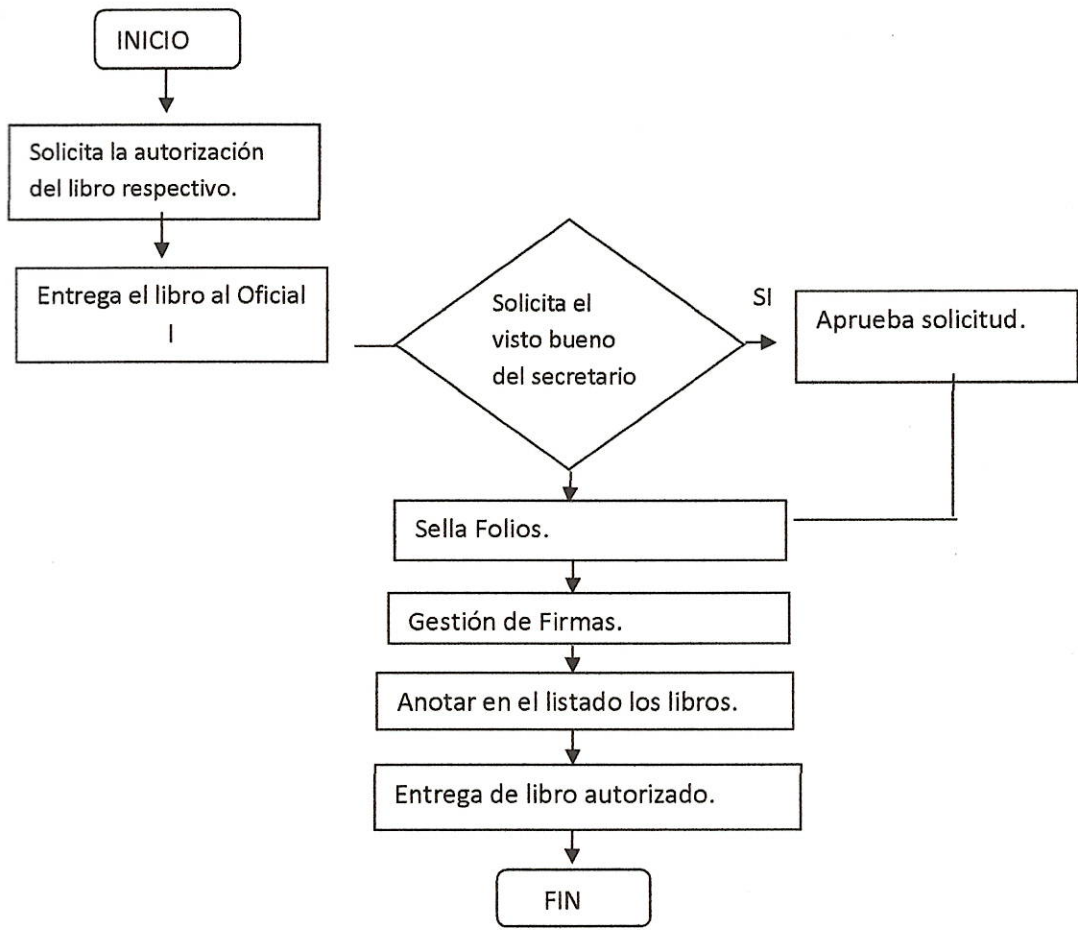 INICIO
Solicita la autorización
del libro respectivo.
Entrega el libro al Oficial
I
Solicita el
visto bueno
del secretario
SI
Aprueba solicitud.
Sella Folios.
Gestión de Firmas.
Anotar en el listado los libros.
Entrega de libro autorizado.
FIN